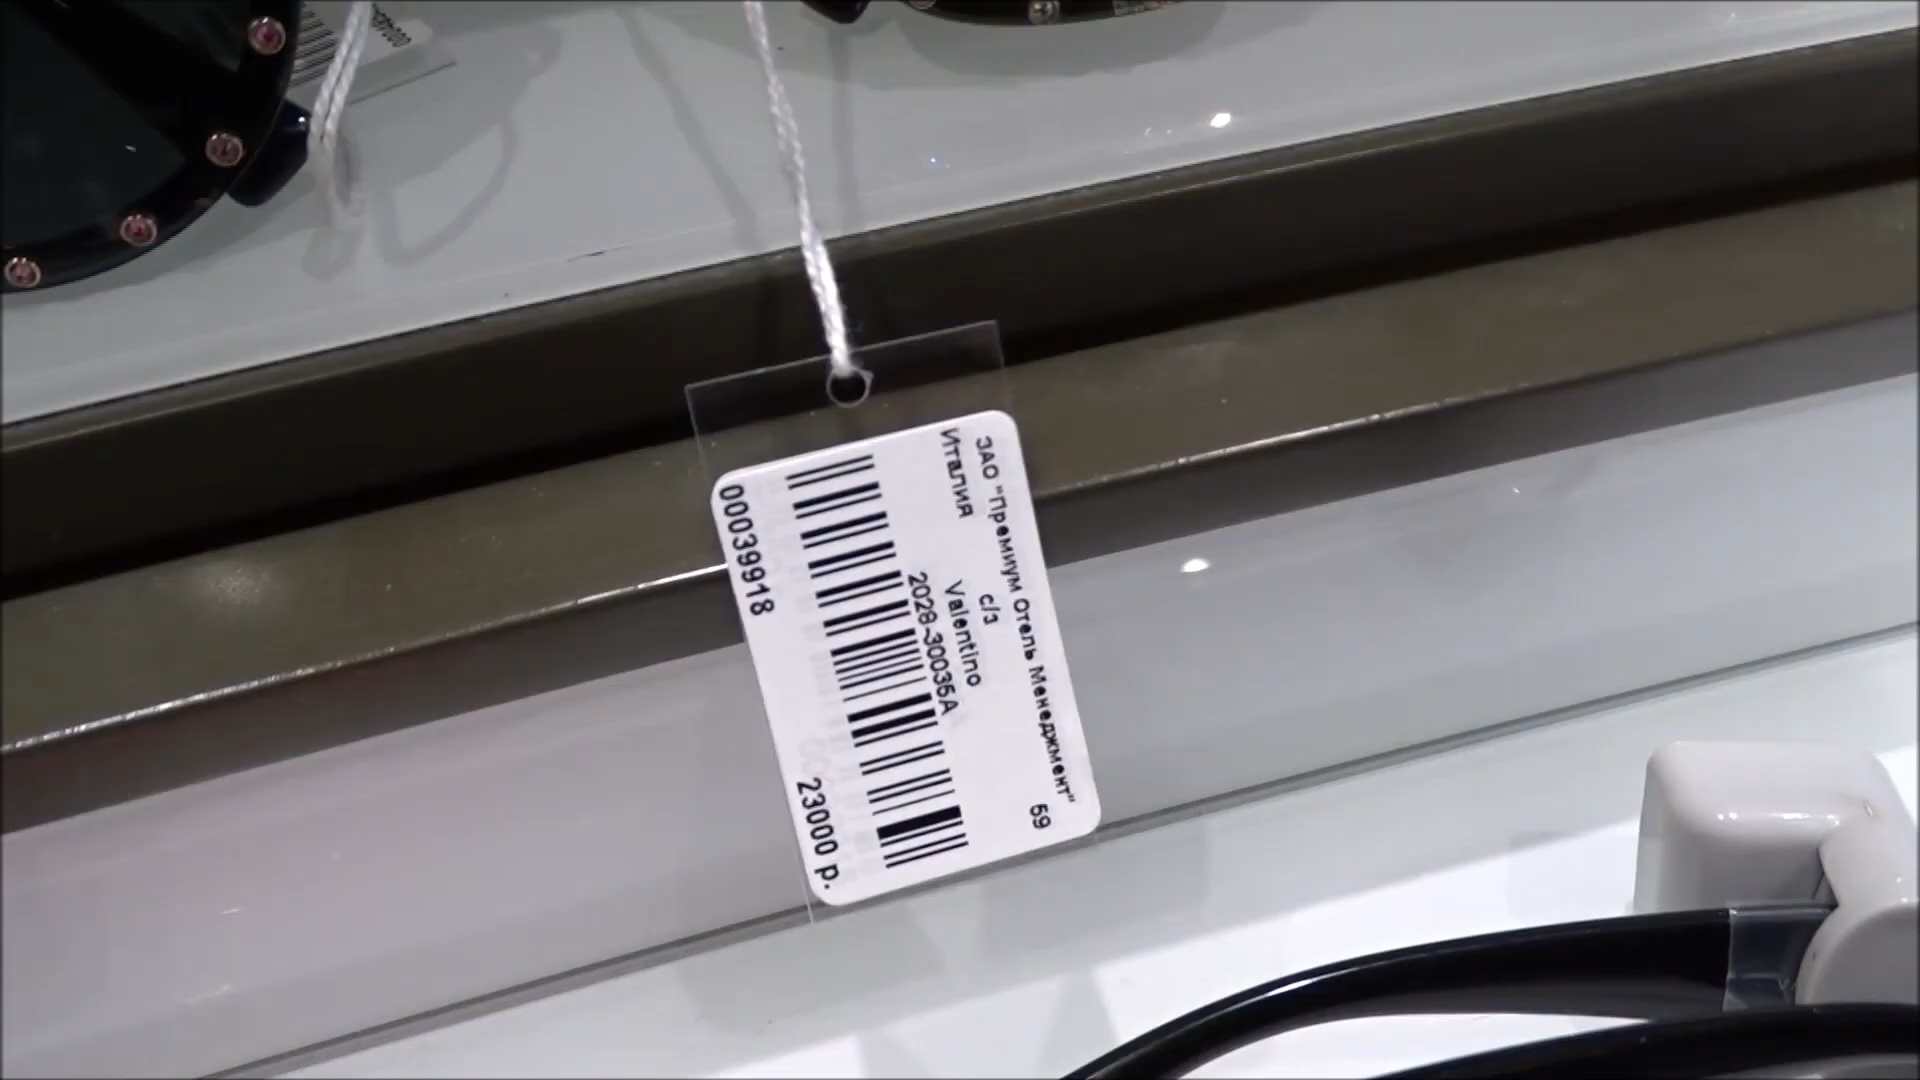 ЗАО "Премиум Отель Менеджмент"
Италия
с/з
59
Valentino
2028-30035A
00039918
23000 р.